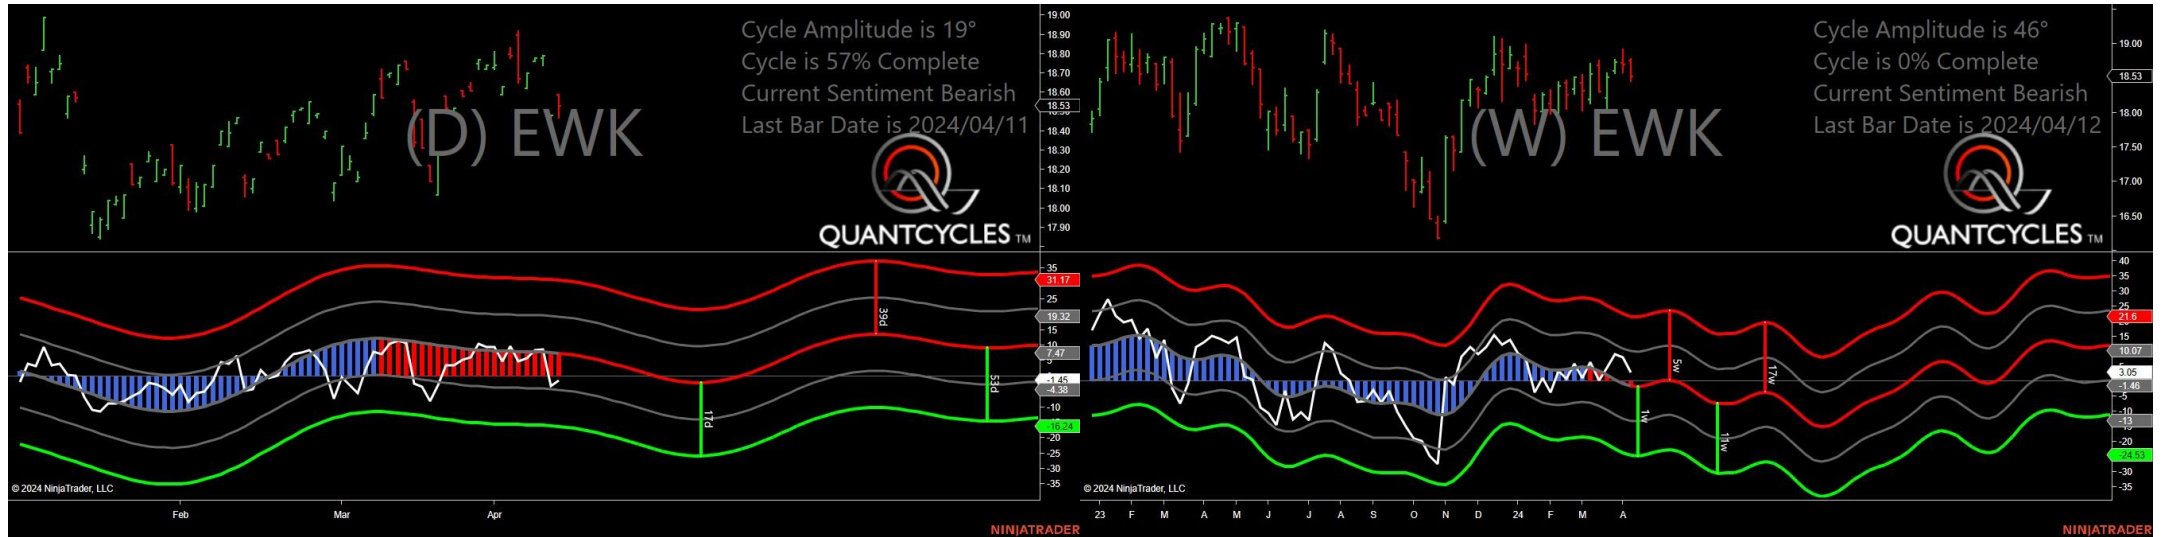 Cycle Amplitude is 19°
Cycle is 57% Complete
Current Sentiment Bearish
Last Bar Date is 2024/04/11
(D) EWK
QUANTCYCLES TM
19.00
18.90
18.80
18.70
18.60
18.53
18.40
18.30
18.20
18.10
18.00
17.90
35
31.17
25
19.32
15
7.47
-1.45
-4.38
-10
-16.24
-20
-25
-30
-35
39d
17d
53d
© 2024 NinjaTrader, LLC
Feb Mar Apr
NINJATRADER
Cycle Amplitude is 46°
Cycle is 0% Complete
Current Sentiment Bearish
Last Bar Date is 2024/04/12
(W) EWK
QUANTCYCLES TM
19.00
18.53
18.00
17.50
17.00
16.50
40
35
30
25
21.6
15
10.07
3.05
-1.46
-5
-10
-13
-20
-24.53
-30
-35
5w
17w
1w
11w
© 2024 NinjaTrader, LLC
23 F M A M J J A S O N D 24 F M A
NINJATRADER